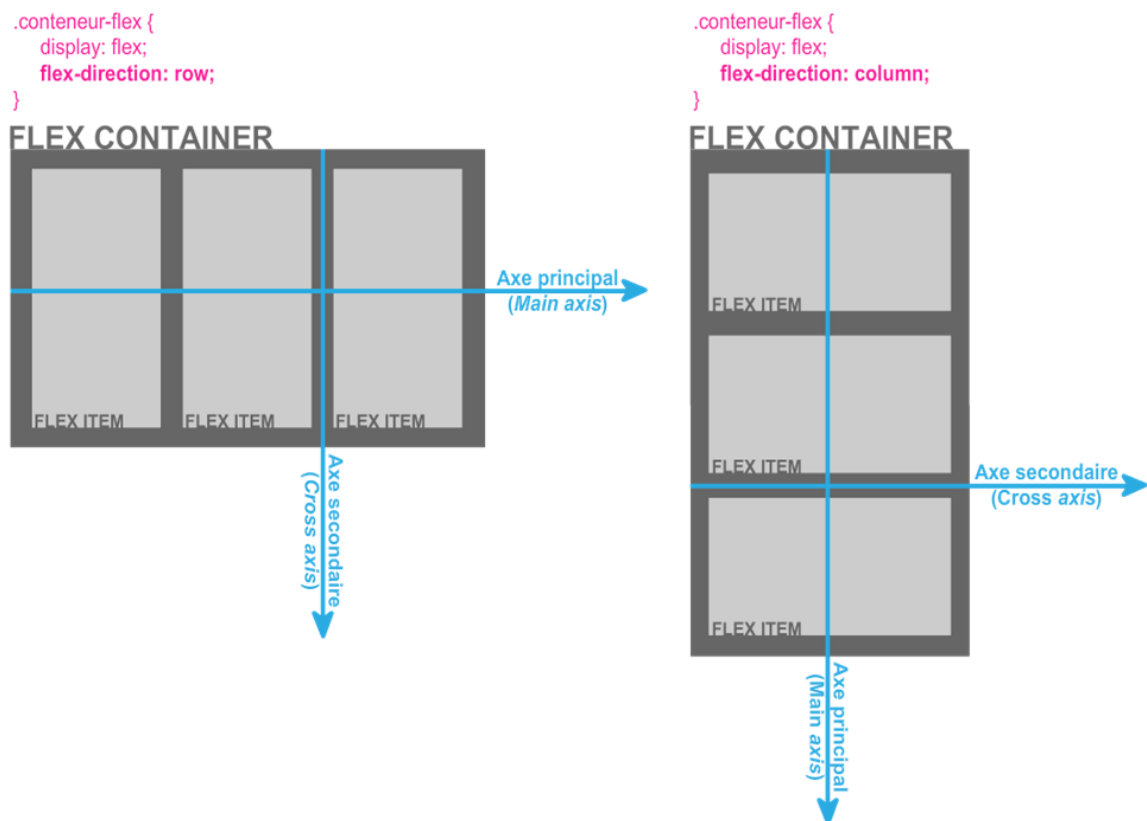 .conteneur-flex {
display: flex;
flex-direction: row;
}
FLEX CONTAINER
FLEX ITEM
FLEX ITEM
FLEX ITEM
Axe principal
(Main axis)
Axe secondaire
(Cross axis)
.conteneur-flex {
display: flex;
flex-direction: column;
}
FLEX CONTAINER
FLEX ITEM
FLEX ITEM
FLEX ITEM
Axe secondaire
(Cross axis)
Axe principal
(Main axis)